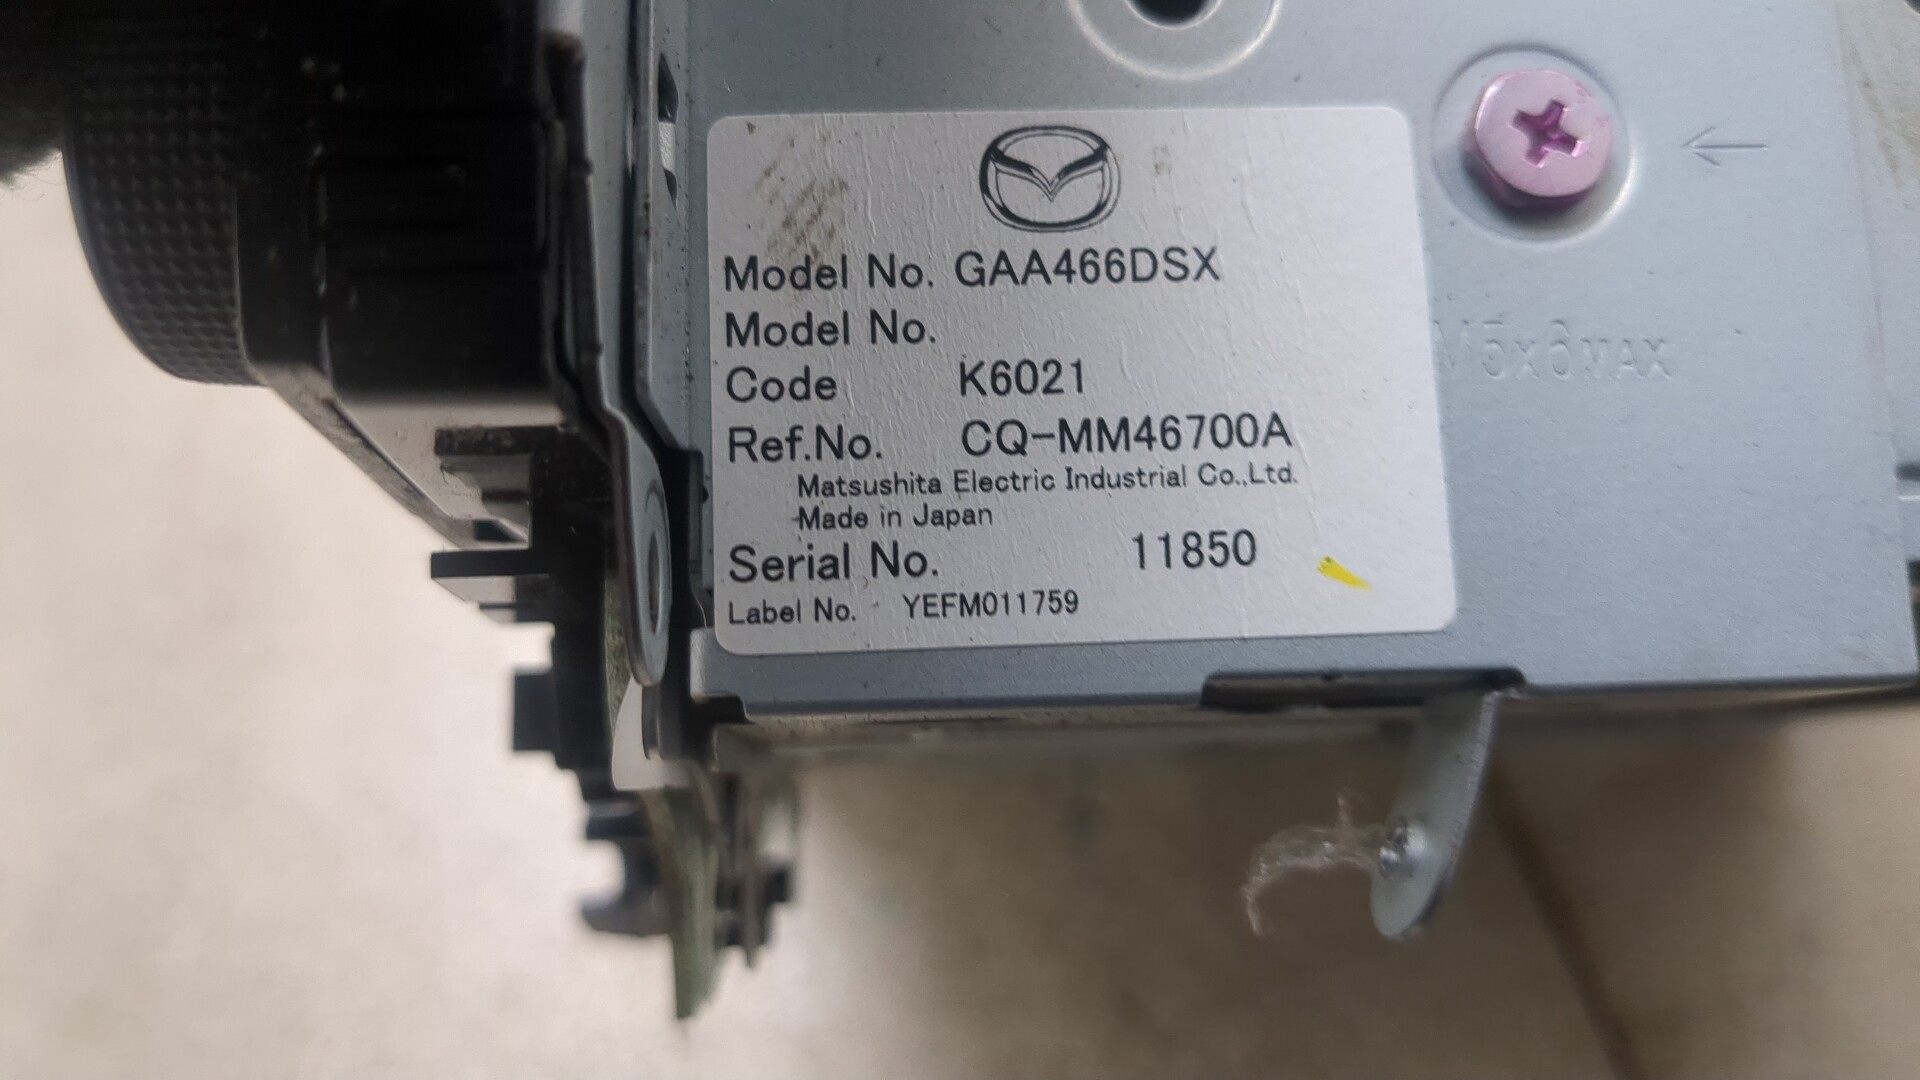 Model No. GAA466DSX
Model No.
Code K6021
Ref.No. CQ-MM46700A
Matsushita Electric Industrial Co.,Ltd.
Made in Japan
Serial No. 11850
Label No. YEFM011759
M5x6MAX